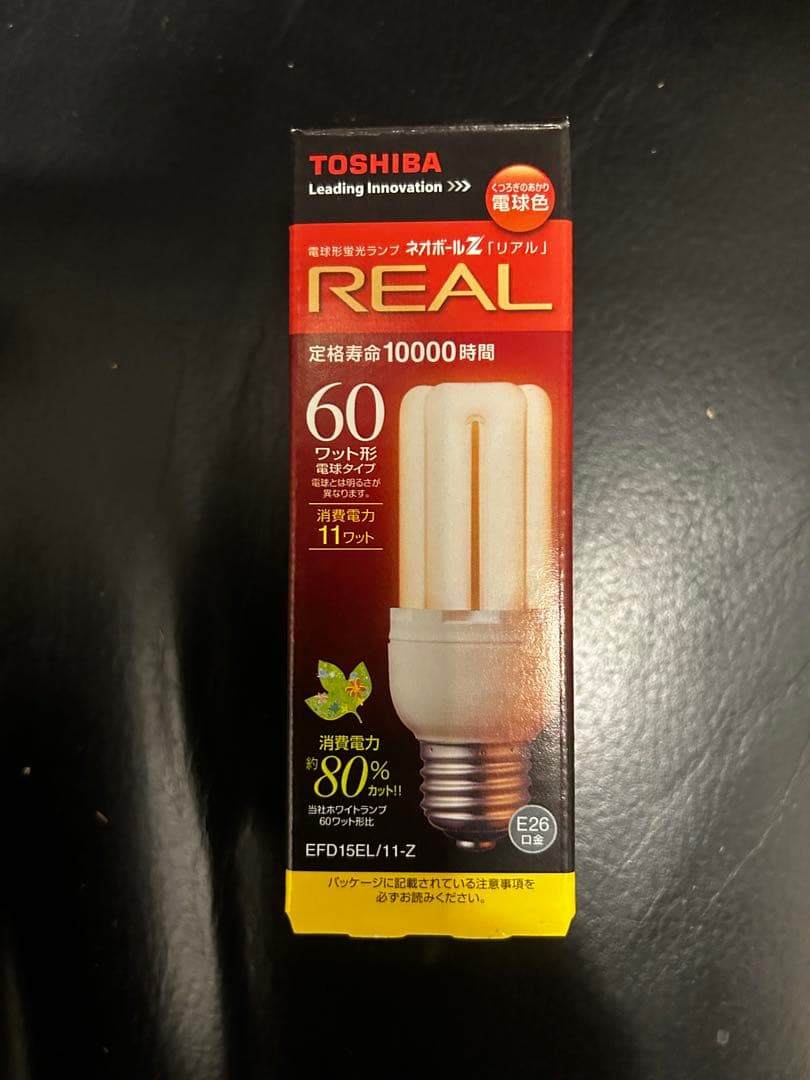 TOSHIBA
Leading Innovation >>>
くつろぎのあかり
電球色
電球形蛍光ランプ ネオボールZ「リアル」
REAL
定格寿命10000時間
60
ワット形
電球タイプ
電球とは明るさが
異なります。
消費電力
11ワット
消費電力
約80%
カット!!
当社ホワイトランプ
60ワット形比
E26
口金
EFD15EL/11-Z
パッケージに記載されている注意事項を
必ずお読みください。